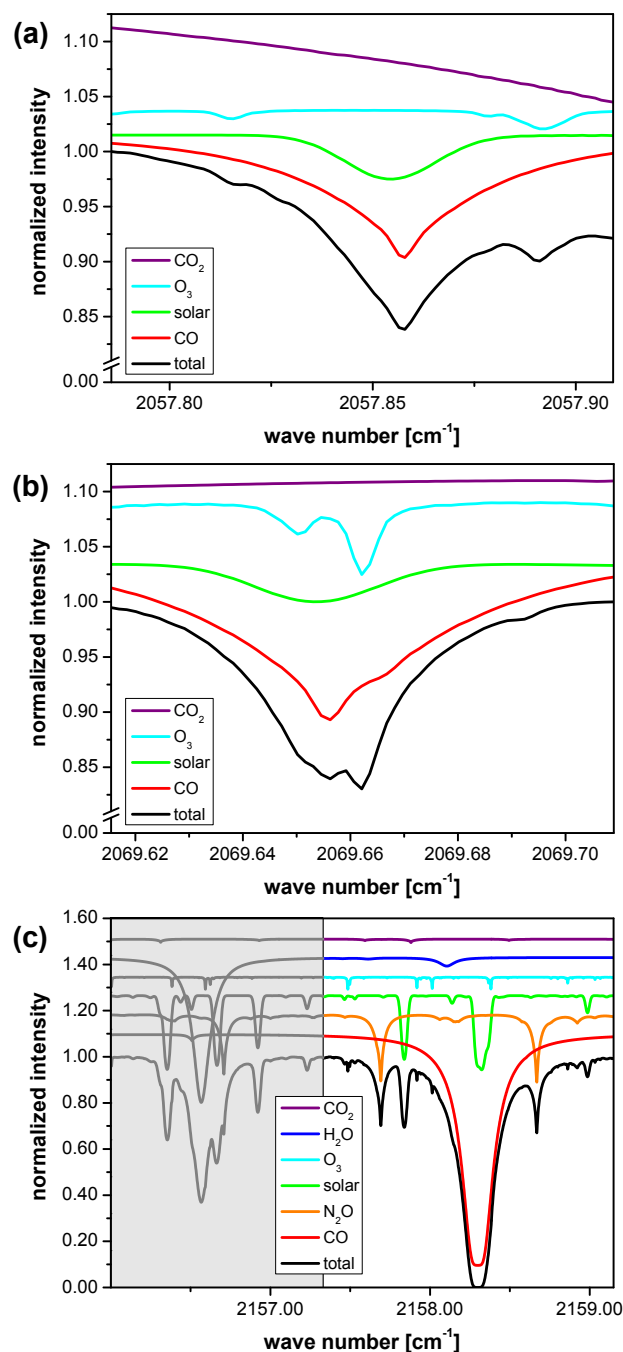 (a)
normalized intensity
1.10
1.05
1.00
0.95
0.90
0.85
0.00
CO₂
O₃
solar
CO
total
2057.80 2057.85 2057.90
wave number [cm⁻¹]
(b)
normalized intensity
1.10
1.05
1.00
0.95
0.90
0.85
0.00
CO₂
O₃
solar
CO
total
2069.62 2069.64 2069.66 2069.68 2069.70
wave number [cm⁻¹]
(c)
normalized intensity
1.60
1.40
1.20
1.00
0.80
0.60
0.40
0.20
0.00
CO₂
H₂O
O₃
solar
N₂O
CO
total
2157.00 2158.00 2159.00
wave number [cm⁻¹]